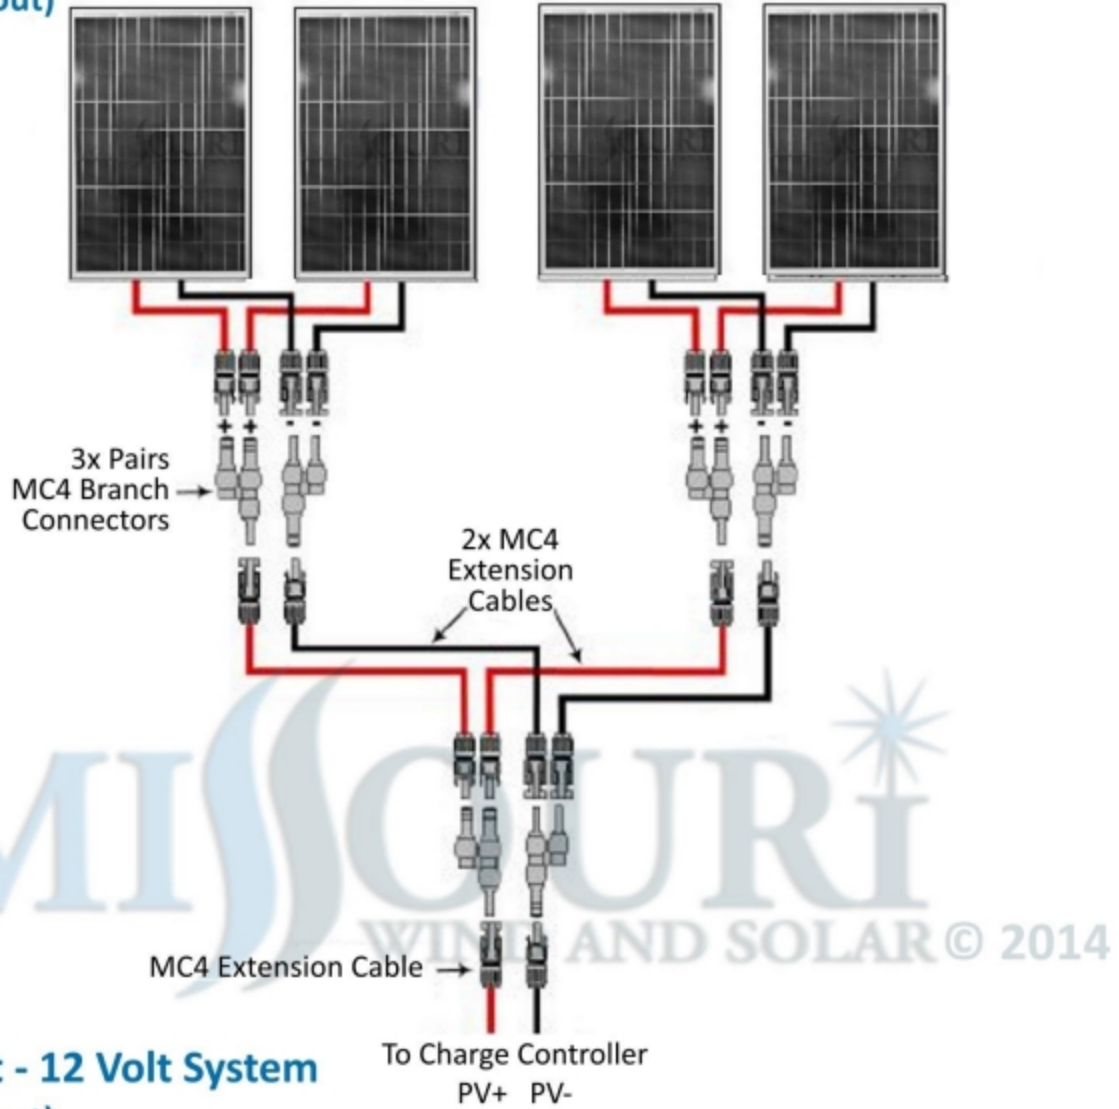 + + - -
+ + - -
3x Pairs
MC4 Branch
Connectors
2x MC4
Extension
Cables
MISSOURI
WIND AND SOLAR © 2014
MC4 Extension Cable
To Charge Controller
PV+ PV-
- 12 Volt System